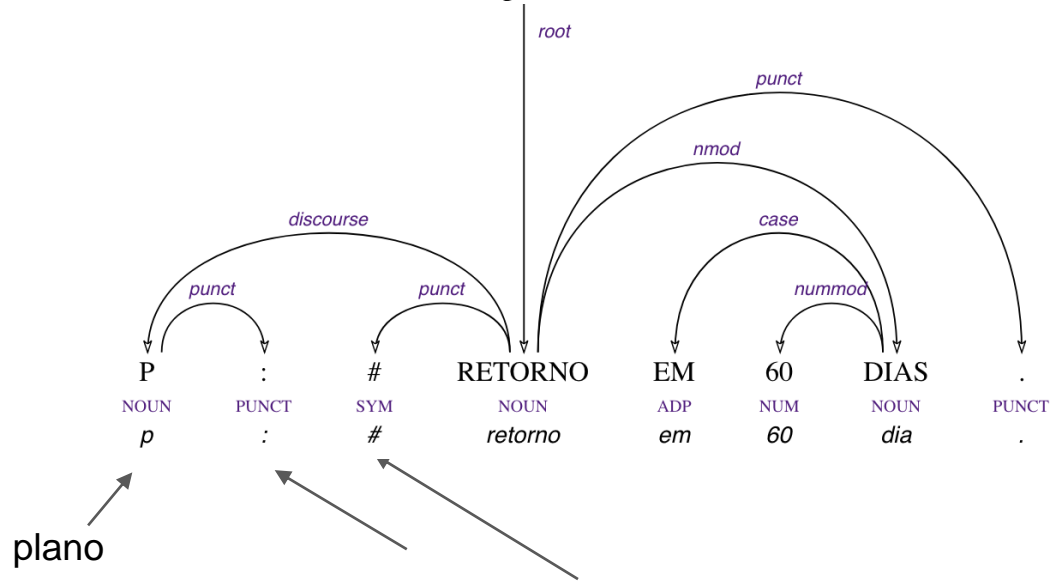 root
punct
nmod
discourse
case
punct
punct
nummod
P : # RETORNO EM 60 DIAS .
NOUN PUNCT SYM NOUN ADP NUM NOUN PUNCT
p : # retorno em 60 dia .
plano